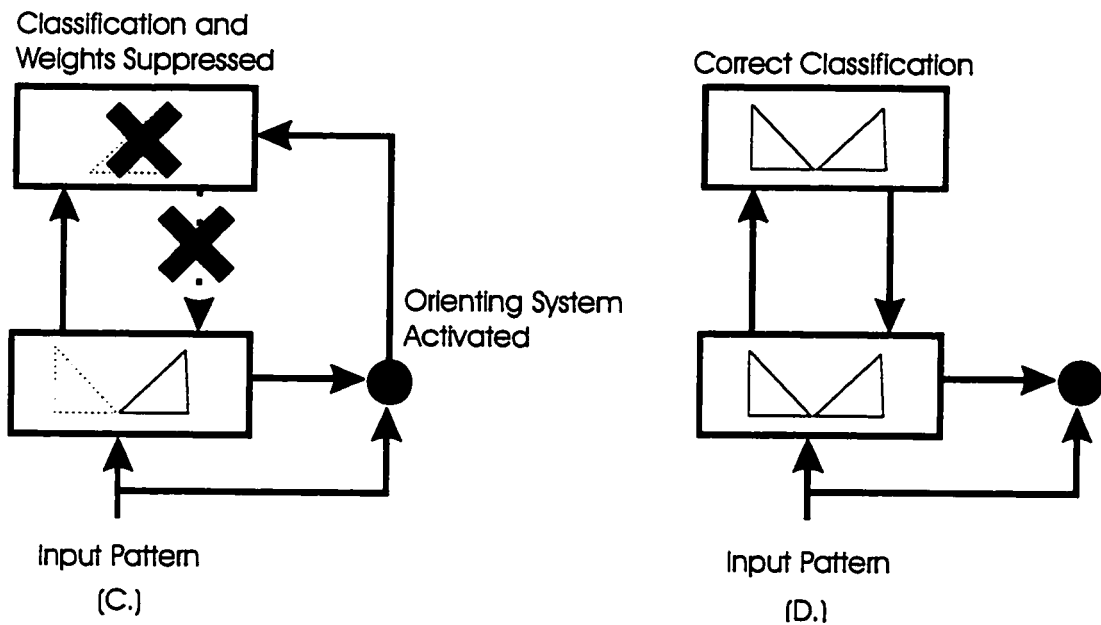 Classification and
Weights Suppressed
Correct Classification
Orienting System
Activated
Input Pattern
(C.)
Input Pattern
(D.)